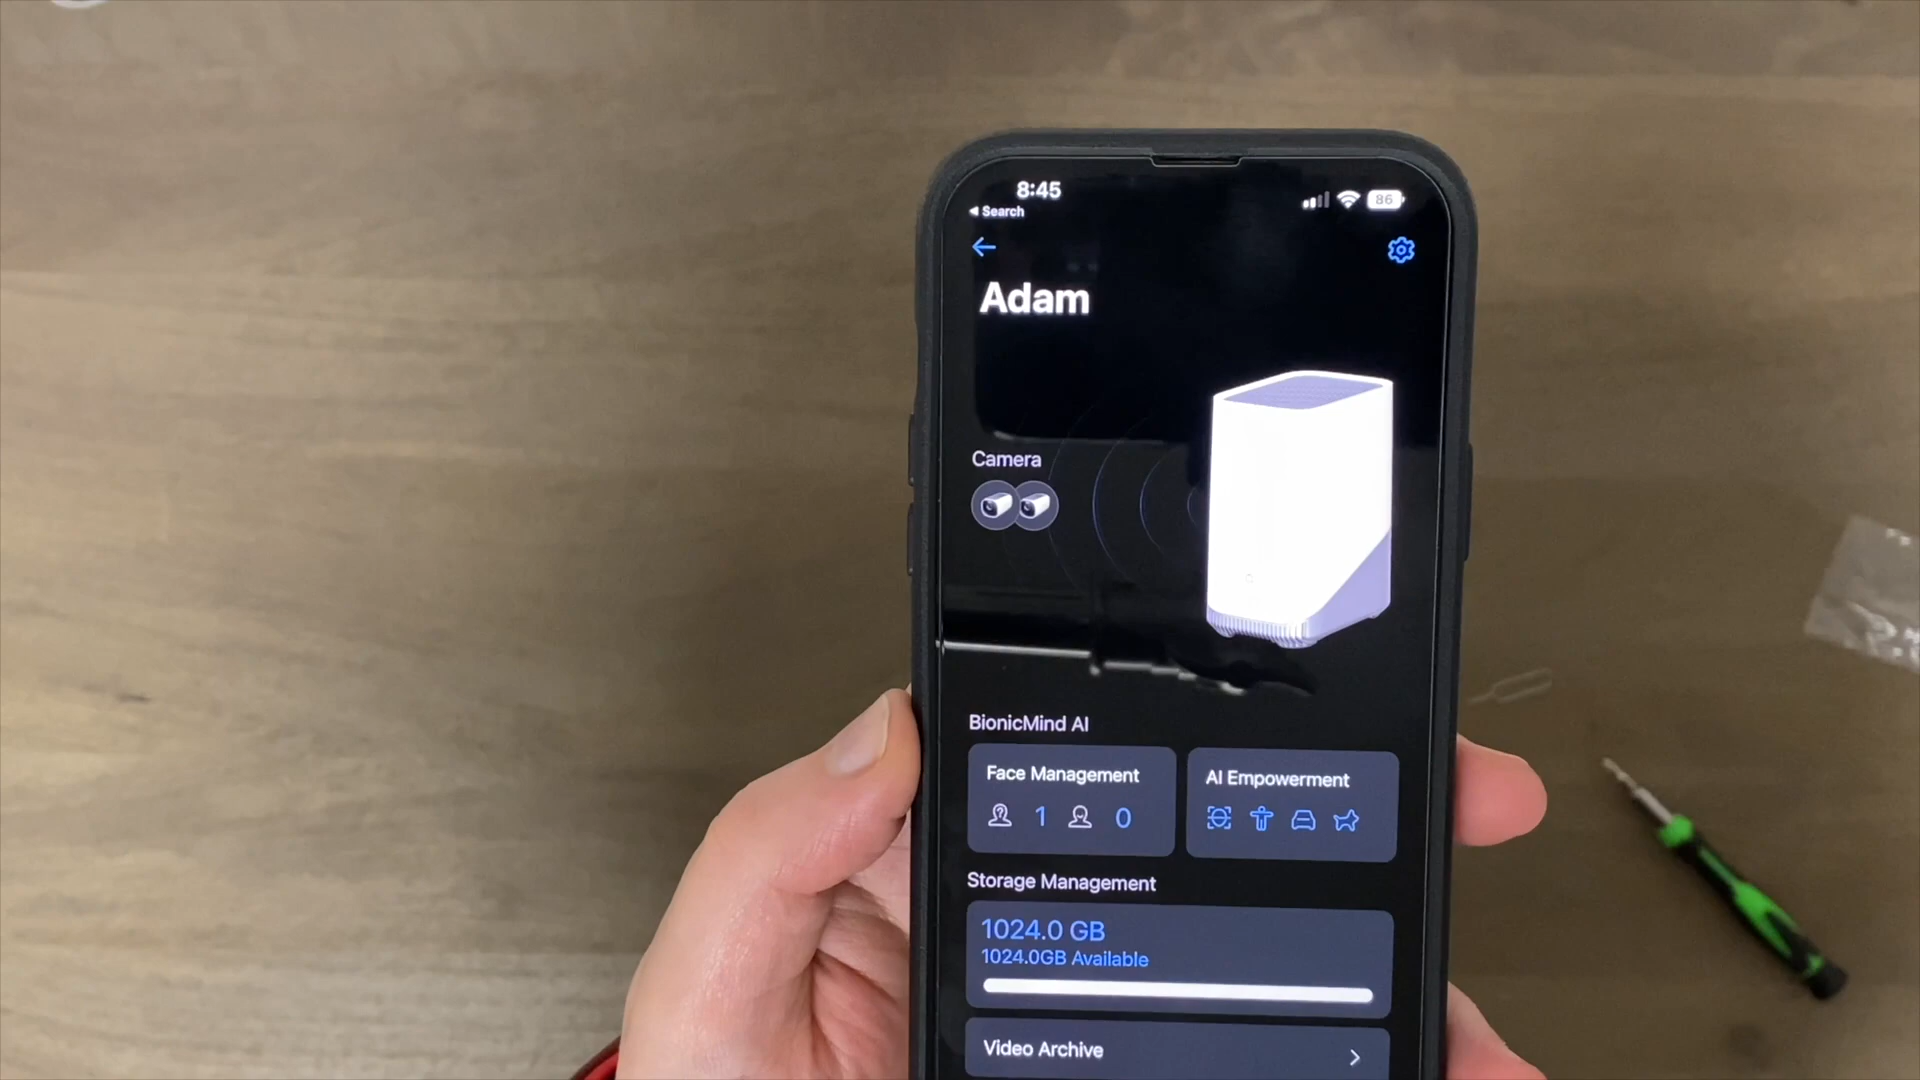 8:45
86
Search
Adam
Camera
BionicMind AI
Face Management
AI Empowerment
1
0
Storage Management
1024.0 GB
1024.0GB Available
Video Archive